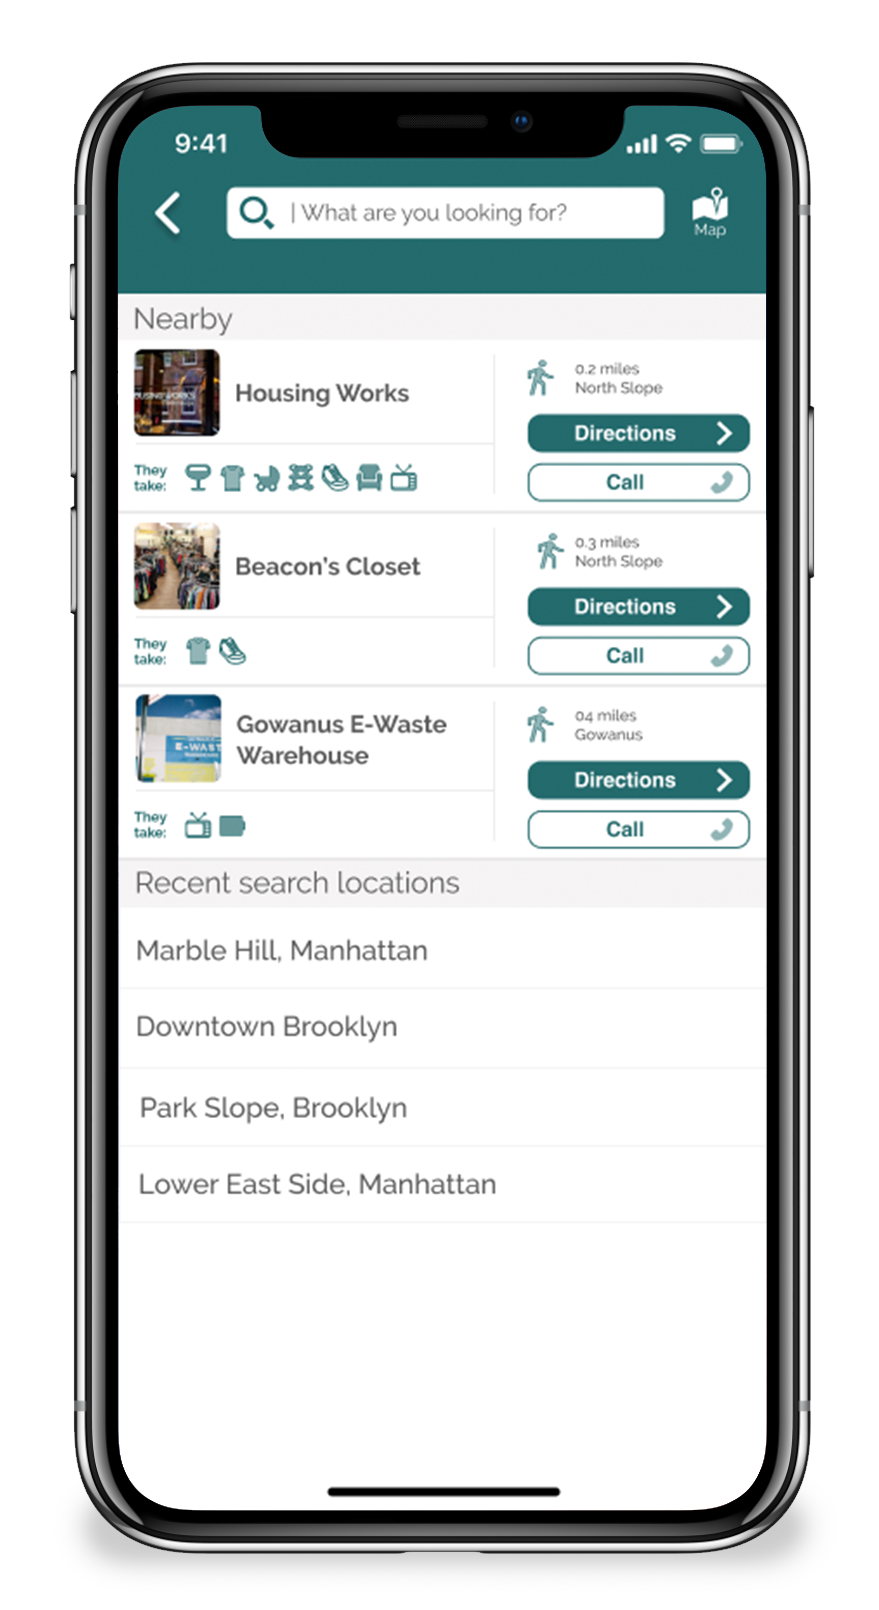 9:41
| What are you looking for?
Map
Nearby
Housing Works
0.2 miles
North Slope
Directions
Call
They
take:
Beacon's Closet
0.3 miles
North Slope
Directions
Call
They
take:
E-WAST
Gowanus E-Waste
Warehouse
04 miles
Gowanus
Directions
Call
They
take:
Recent search locations
Marble Hill, Manhattan
Downtown Brooklyn
Park Slope, Brooklyn
Lower East Side, Manhattan